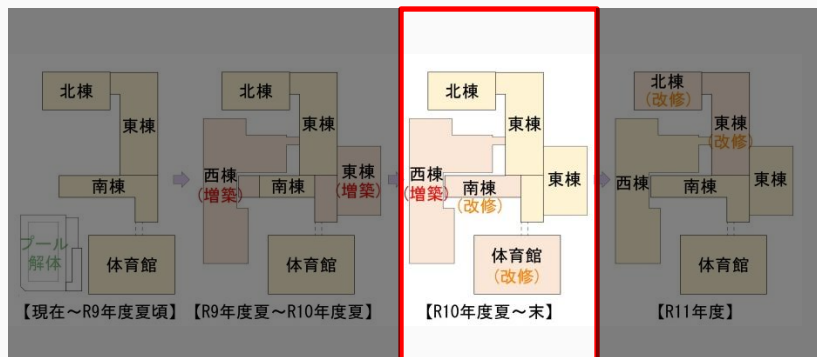 北棟
東棟
南棟
プール
解体
体育館
【現在～R9年度夏頃】
北棟
東棟
西棟
(増築)
南棟
東棟
(増築)
体育館
【R9年度夏～R10年度夏】
北棟
東棟
西棟
(増築)
南棟
(改修)
東棟
体育館
(改修)
【R10年度夏～末】
北棟
(改修)
東棟
(改修)
西棟
南棟
東棟
体育館
【R11年度】